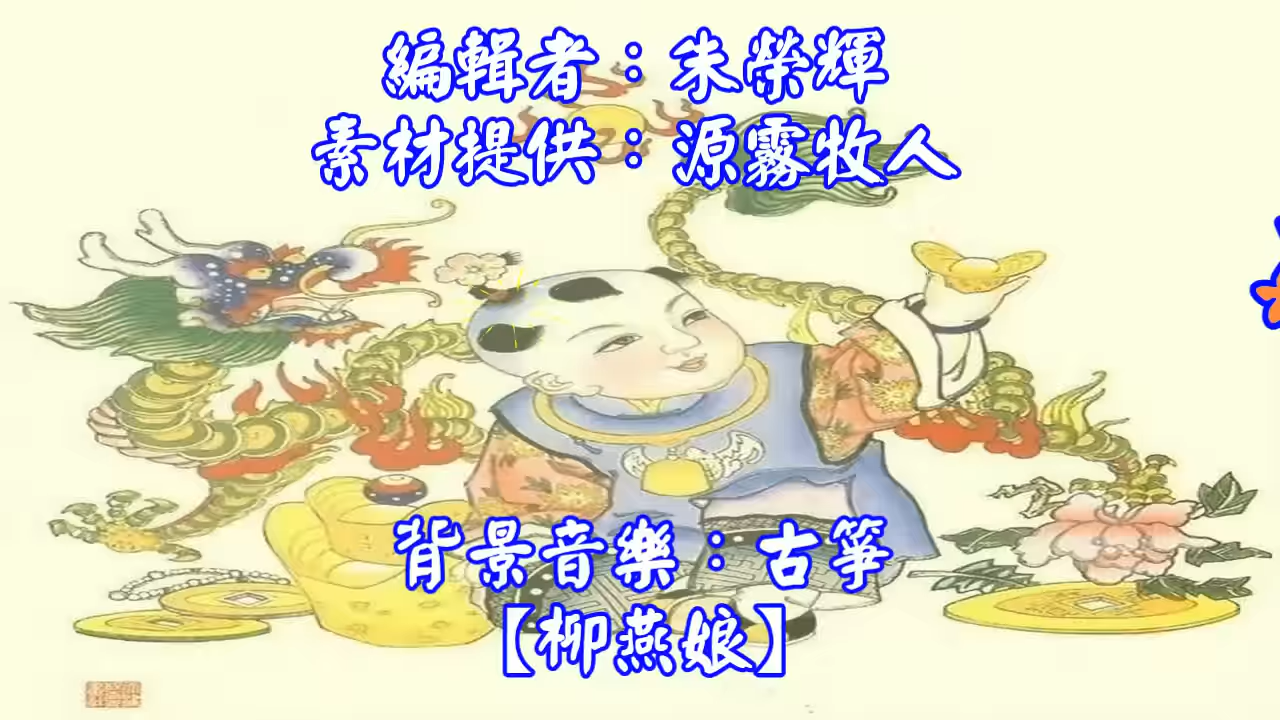 編輯者：朱榮輝
素材提供：源霧牧人
背景音樂：古箏
【柳燕娘】